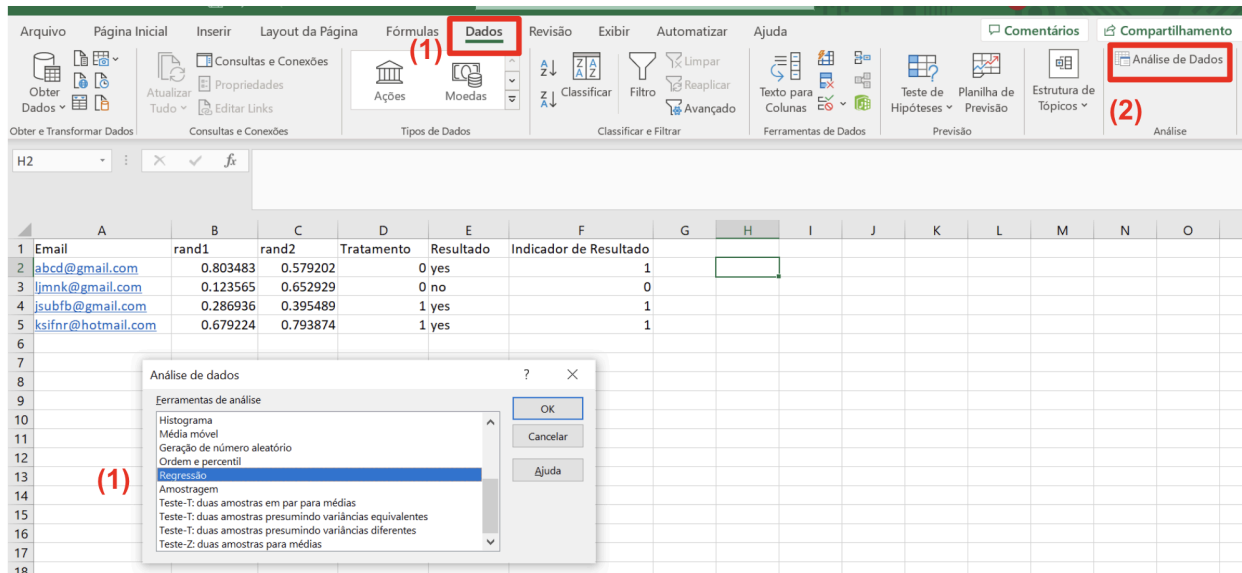 Arquivo Página Inicial Inserir Layout da Página Fórmulas Dados Revisão Exibir Automatizar Ajuda Comentários Compartilhamento
(1)
Obter Dados
Atualizar Tudo
Consultas e Conexões
Propriedades
Editar Links
Ações
Moedas
Classificar
Filtro
Limpar
Reaplicar
Avançado
Texto para Colunas
Teste de Hipóteses
Planilha de Previsão
Estrutura de Tópicos
Análise de Dados
(2)
Obter e Transformar Dados Consultas e Conexões Tipos de Dados Classificar e Filtrar Ferramentas de Dados Previsão Análise
H2 fx
A B C D E F G H I J K L M N O
1 Email rand1 rand2 Tratamento Resultado Indicador de Resultado
2 abcd@gmail.com 0.803483 0.579202 0 yes 1
3 ljmnk@gmail.com 0.123565 0.652929 0 no 0
4 jsubfb@gmail.com 0.286936 0.395489 1 yes 1
5 ksifnr@hotmail.com 0.679224 0.793874 1 yes 1
6
7
8
9
10
11
12
13
14
15
16
17
18
Análise de dados ?
Ferramentas de análise
Histograma
Média móvel
Geração de número aleatório
Ordem e percentil
Regressão
Amostragem
Teste-T: duas amostras em par para médias
Teste-T: duas amostras presumindo variâncias equivalentes
Teste-T: duas amostras presumindo variâncias diferentes
Teste-Z: duas amostras para médias
OK
Cancelar
Ajuda
(1)